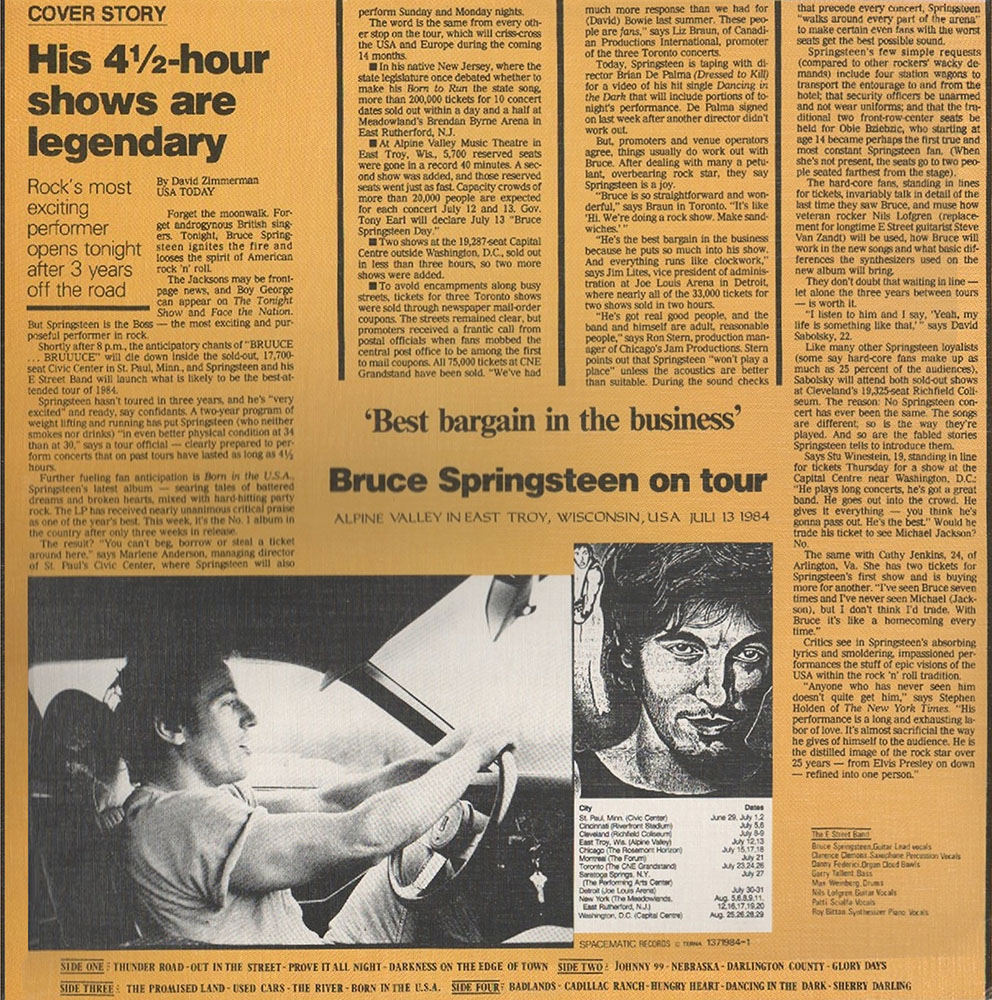 COVER STORY
His 4½-hour
shows are
legendary
Rock's most
exciting
performer
opens tonight
after 3 years
off the road
By David Zimmerman
USA TODAY
Forget the moonwalk. For-
get androgynous British sing-
ers. Tonight, Bruce Spring-
steen ignites the fire and
looses the spirit of American
rock 'n' roll.
The Jacksons may be front-
page news, and Boy George
can appear on The Tonight
Show and Face the Nation.
But Springsteen is the Boss — the most exciting and pur-
poseful performer in rock.
Shortly after 8 p.m., the anticipatory chants of "BRUUCE
... BRUUUCE" will die down inside the sold-out, 17,700-
seat Civic Center in St. Paul, Minn., and Springsteen and his
E Street Band will launch what is likely to be the best-at-
tended tour of 1984.
Springsteen hasn't toured in three years, and he's "very
excited" and ready, say confidants. A two-year program of
weight lifting and running has put Springsteen (who neither
smokes nor drinks) "in even better physical condition at 34
than at 30," says a tour official — clearly prepared to per-
form concerts that on past tours have lasted as long as 4½
hours.
Further fueling fan anticipation is Born in the U.S.A.,
Springsteen's latest album — searing tales of battered
dreams and broken hearts, mixed with hard-hitting party
rock. The LP has received nearly unanimous critical praise
as one of the year's best. This week, it's the No. 1 album in
the country after only three weeks in release.
The result? "You can't beg, borrow or steal a ticket
around here," says Marlene Anderson, managing director
of St. Paul's Civic Center, where Springsteen will also
perform Sunday and Monday nights.
The word is the same from every oth-
er stop on the tour, which will criss-cross
the USA and Europe during the coming
14 months.
■ In his native New Jersey, where the
state legislature once debated whether to
make his Born to Run the state song,
more than 200,000 tickets for 10 concert
dates sold out within a day and a half at
Meadowland's Brendan Byrne Arena in
East Rutherford, N.J.
■ At Alpine Valley Music Theatre in
East Troy, Wis., 5,700 reserved seats
were gone in a record 40 minutes. A sec-
ond show was added, and those reserved
seats went just as fast. Capacity crowds of
more than 20,000 people are expected
for each concert July 12 and 13. Gov.
Tony Earl will declare July 13 "Bruce
Springsteen Day."
■ Two shows at the 19,287-seat Capital
Centre outside Washington, D.C., sold out
in less than three hours, so two more
shows were added.
■ To avoid encampments along busy
streets, tickets for three Toronto shows
were sold through newspaper mail-order
coupons. The streets remained clear, but
promoters received a frantic call from
postal officials when fans mobbed the
central post office to be among the first
to mail coupons. All 75,000 tickets at CNE
Grandstand have been sold. "We've had
much more response than we had for
(David) Bowie last summer. These peo-
ple are fans," says Liz Braun, of Canadi-
an Productions International, promoter
of the three Toronto concerts.
Today, Springsteen is taping with di-
rector Brian De Palma (Dressed to Kill)
for a video of his hit single Dancing in
the Dark that will include portions of to-
night's performance. De Palma signed
on last week after another director didn't
work out.
But, promoters and venue operators
agree, things usually do work out with
Bruce. After dealing with many a petu-
lant, overbearing rock star, they say
Springsteen is a joy.
"Bruce is so straightforward and won-
derful," says Braun in Toronto. "It's like
'Hi. We're doing a rock show. Make sand-
wiches.' "
"He's the best bargain in the business
because he puts so much into his show.
And everything runs like clockwork,"
says Jim Lites, vice president of adminis-
tration at Joe Louis Arena in Detroit,
where nearly all of the 33,000 tickets for
two shows sold in two hours.
"He's got real good people, and the
band and himself are adult, reasonable
people," says Ron Stern, production man-
ager of Chicago's Jam Productions. Stern
points out that Springsteen "won't play a
place" unless the acoustics are better
than suitable. During the sound checks
that precede every concert, Springsteen
"walks around every part of the arena"
to make certain even fans with the worst
seats get the best possible sound.
Springsteen's few simple requests
(compared to other rockers' wacky de-
mands) include four station wagons to
transport the entourage to and from the
hotel; that security officers be unarmed
and not wear uniforms; and that the tra-
ditional two front-row-center seats be
held for Obie Dziebzic, who starting at
age 14 became perhaps the first true and
most constant Springsteen fan. (When
she's not present, the seats go to two peo-
ple seated farthest from the stage).
The hard-core fans, standing in lines
for tickets, invariably talk in detail of the
last time they saw Bruce, and muse how
veteran rocker Nils Lofgren (replace-
ment for longtime E Street guitarist Steve
Van Zandt) will be used, how Bruce will
work in the new songs and what basic dif-
ferences the synthesizers used on the
new album will bring.
They don't doubt that waiting in line —
let alone the three years between tours
— is worth it.
"I listen to him and I say, 'Yeah, my
life is something like that,' " says David
Sabolsky, 22.
Like many other Springsteen loyalists
(some say hard-core fans make up as
much as 25 percent of the audiences),
Sabolsky will attend both sold-out shows
at Cleveland's 19,325-seat Richfield Coli-
seum. The reason: No Springsteen con-
cert has ever been the same. The songs
are different; so is the way they're
played. And so are the fabled stories
Springsteen tells to introduce them.
Says Stu Winestein, 19, standing in line
for tickets Thursday for a show at the
Capital Centre near Washington, D.C.:
"He plays long concerts, he's got a great
band. He goes out into the crowd. He
gives it everything — you think he's
gonna pass out. He's the best." Would he
trade his ticket to see Michael Jackson?
No.
The same with Cathy Jenkins, 24, of
Arlington, Va. She has two tickets for
Springsteen's first show and is buying
more for another. "I've seen Bruce seven
times and I've never seen Michael (Jack-
son), but I don't think I'd trade. With
Bruce it's like a homecoming every
time."
Critics see in Springsteen's absorbing
lyrics and smoldering, impassioned per-
formances the stuff of epic visions of the
USA within the rock 'n' roll tradition.
"Anyone who has never seen him
doesn't quite get him," says Stephen
Holden of The New York Times. "His
performance is a long and exhausting la-
bor of love. It's almost sacrificial the way
he gives of himself to the audience. He is
the distilled image of the rock star over
25 years — from Elvis Presley on down
— refined into one person."
'Best bargain in the business'
Bruce Springsteen on tour
ALPINE VALLEY IN EAST TROY, WISCONSIN, USA JULI 13 1984
City Dates
St. Paul, Minn. (Civic Center) June 29, July 1,2
Cincinnati (Riverfront Stadium) July 5,6
Cleveland (Richfield Coliseum) July 8-9
East Troy, Wis. (Alpine Valley) July 12,13
Chicago (The Rosemont Horizon) July 15,17,18
Montreal (The Forum) July 21
Toronto (The CNE Grandstand) July 23,24,26
Saratoga Springs, N.Y. July 27
(The Performing Arts Center)
Detroit (Joe Louis Arena) July 30-31
New York (The Meadowlands, Aug. 5,6,8,9,11,
East Rutherford, N.J.) 12,16,17,19,20
Washington, D.C. (Capital Centre) Aug. 25,26,28,29
The E Street Band
Bruce Springsteen,Guitar Lead vocals
Clarence Clemons,Saxophone Percussion Vocals
Danny Federici,Organ Cloud Bawls
Garry Tallent,Bass
Max Weinberg,Drums
Nils Lofgren,Guitar Vocals
Patti Scialfa Vocals
Roy Bittan,Synthesizer Piano Vocals
SPACEMATIC RECORDS © TERNA 1371984-1
SIDE ONE: THUNDER ROAD-OUT IN THE STREET-PROVE IT ALL NIGHT-DARKNESS ON THE EDGE OF TOWN SIDE TWO: JOHNNY 99-NEBRASKA-DARLINGTON COUNTY-GLORY DAYS
SIDE THREE: THE PROMISED LAND-USED CARS-THE RIVER-BORN IN THE U.S.A. SIDE FOUR: BADLANDS-CADILLAC RANCH-HUNGRY HEART-DANCING IN THE DARK-SHERRY DARLING